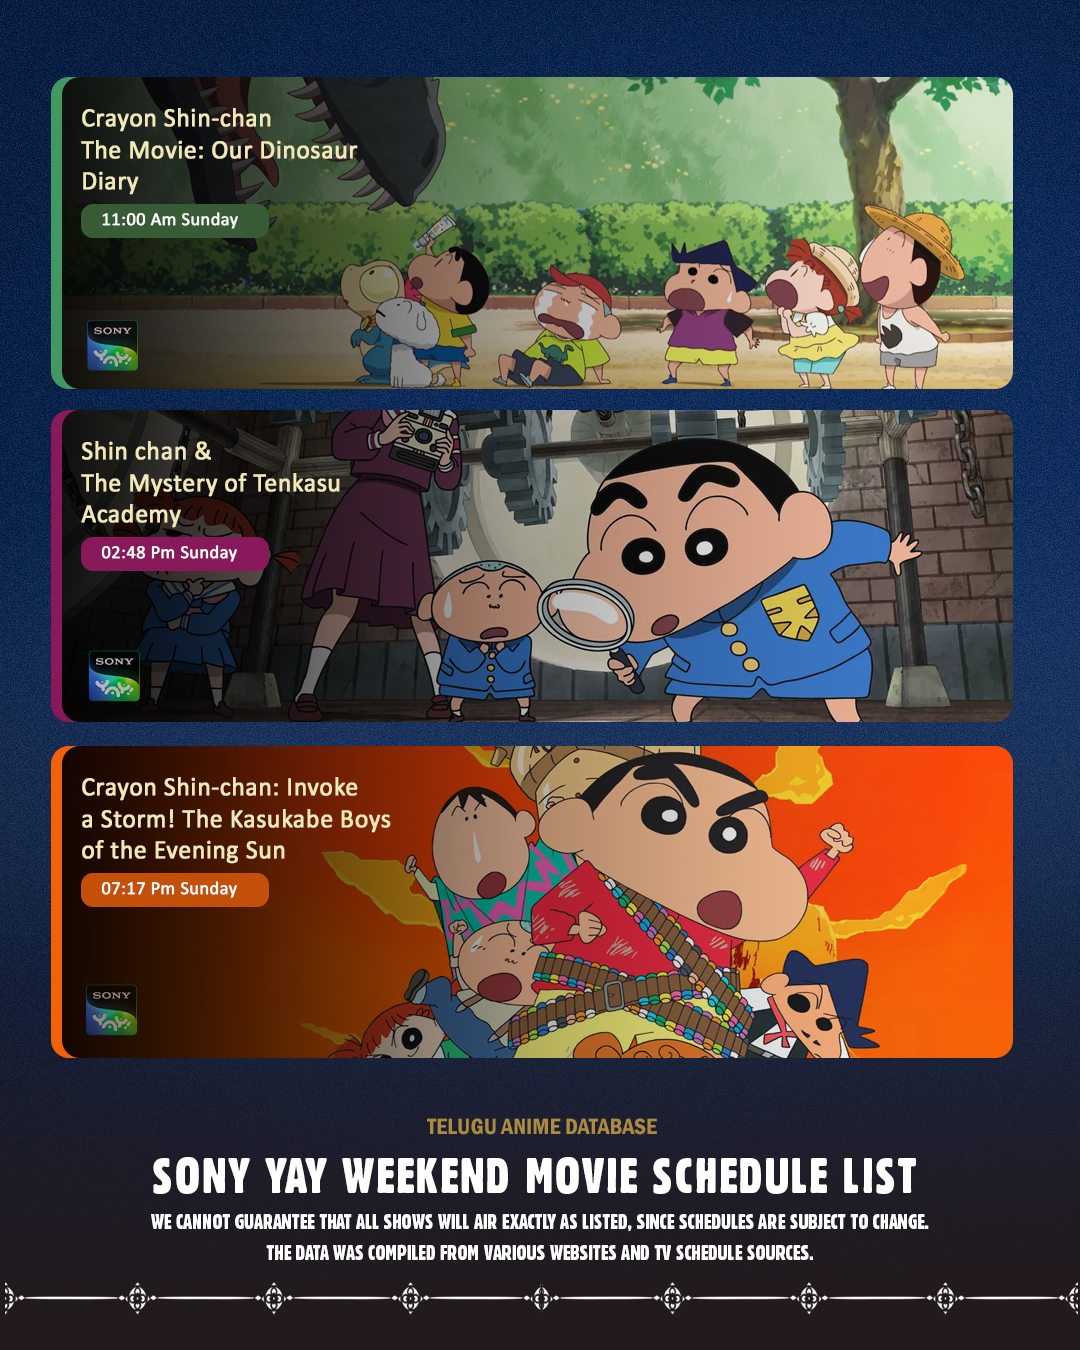 Crayon Shin-chan
The Movie: Our Dinosaur
Diary
11:00 Am Sunday
SONY
Shin chan &
The Mystery of Tenkasu
Academy
02:48 Pm Sunday
SONY
Crayon Shin-chan: Invoke
a Storm! The Kasukabe Boys
of the Evening Sun
07:17 Pm Sunday
SONY
TELUGU ANIME DATABASE
SONY YAY WEEKEND MOVIE SCHEDULE LIST
WE CANNOT GUARANTEE THAT ALL SHOWS WILL AIR EXACTLY AS LISTED, SINCE SCHEDULES ARE SUBJECT TO CHANGE.
THE DATA WAS COMPILED FROM VARIOUS WEBSITES AND TV SCHEDULE SOURCES.